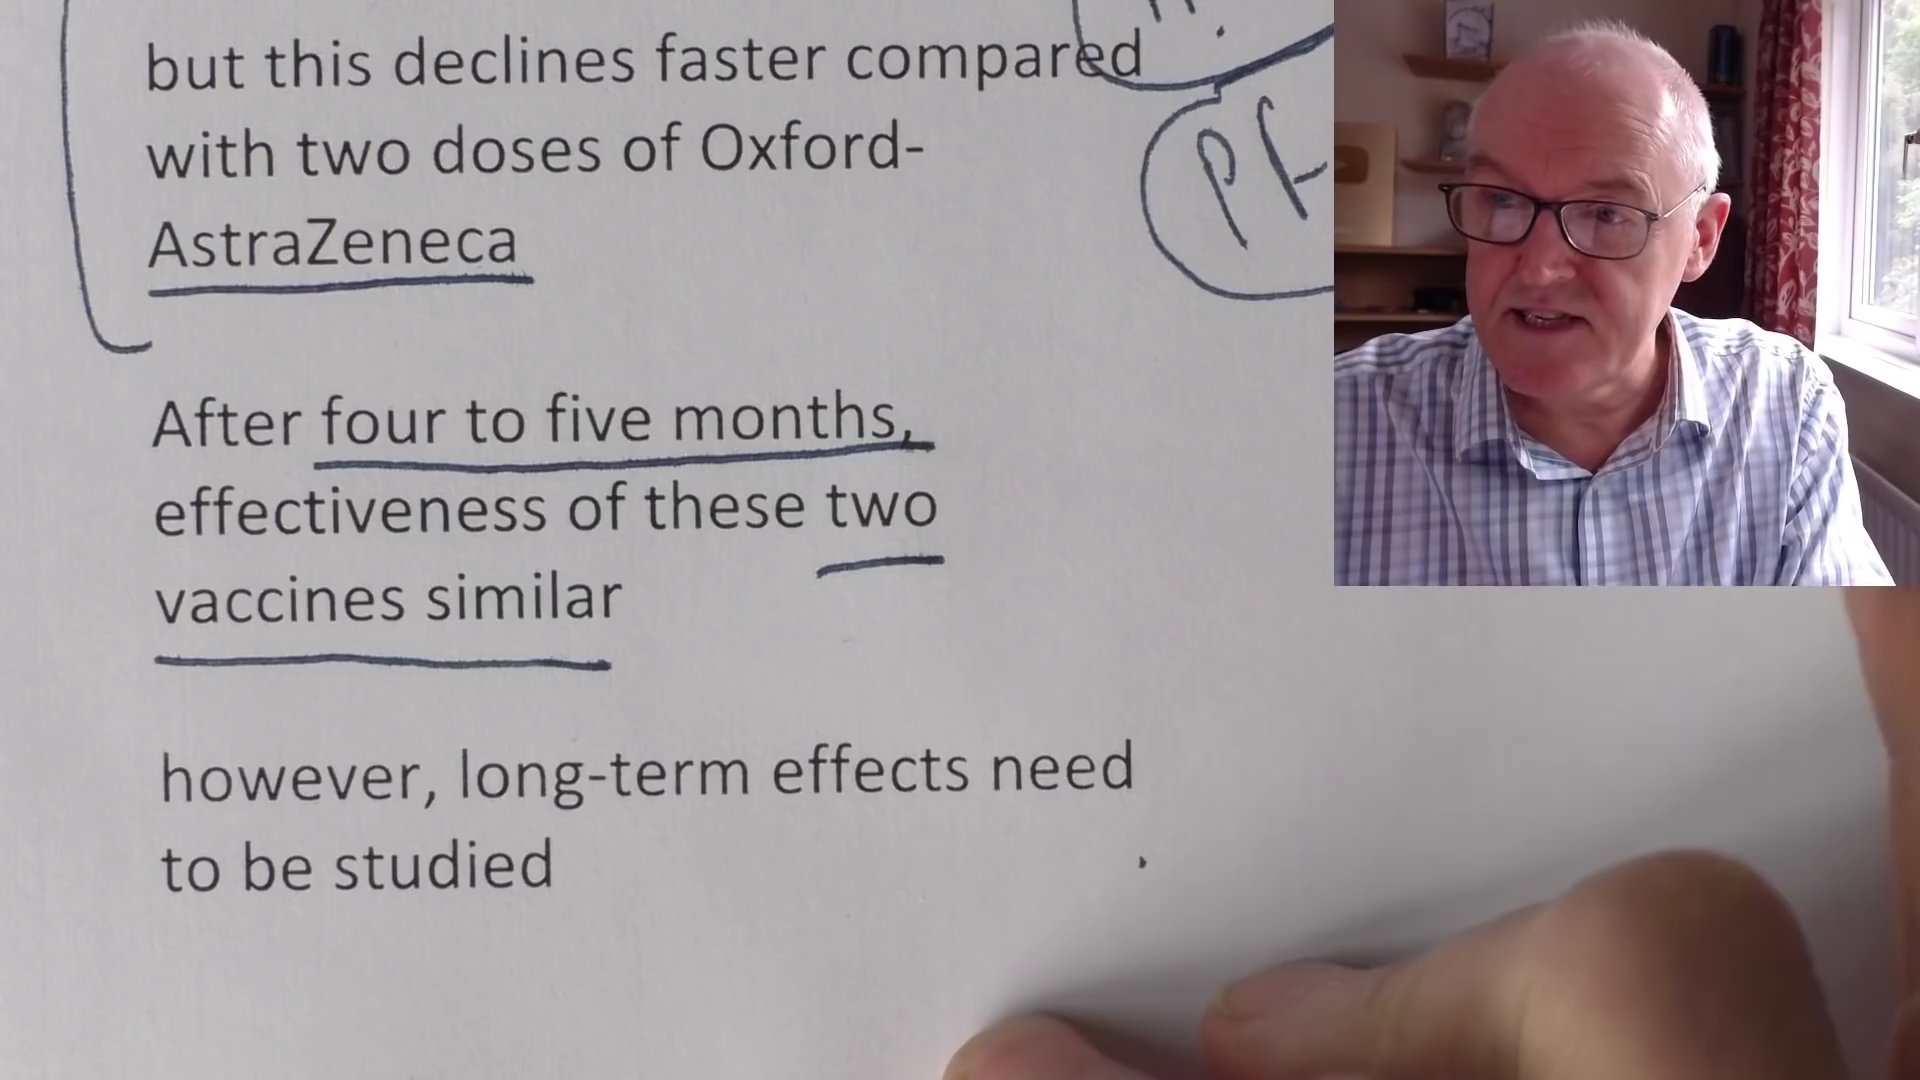 but this declines faster compared
with two doses of Oxford-
AstraZeneca
After four to five months,
effectiveness of these two
vaccines similar
however, long-term effects need
to be studied